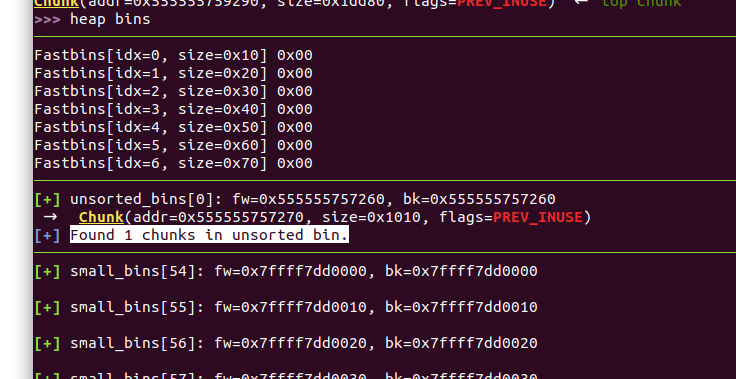 Chunk(addr=0x555555759290, size=0x1dd80, flags=PREV_INUSE)  ←  top chunk
>>> heap bins
Fastbins[idx=0, size=0x10] 0x00
Fastbins[idx=1, size=0x20] 0x00
Fastbins[idx=2, size=0x30] 0x00
Fastbins[idx=3, size=0x40] 0x00
Fastbins[idx=4, size=0x50] 0x00
Fastbins[idx=5, size=0x60] 0x00
Fastbins[idx=6, size=0x70] 0x00
[+] unsorted_bins[0]: fw=0x555555757260, bk=0x555555757260
 →  Chunk(addr=0x555555757270, size=0x1010, flags=PREV_INUSE)
[+] Found 1 chunks in unsorted bin.
[+] small_bins[54]: fw=0x7ffff7dd0000, bk=0x7ffff7dd0000
[+] small_bins[55]: fw=0x7ffff7dd0010, bk=0x7ffff7dd0010
[+] small_bins[56]: fw=0x7ffff7dd0020, bk=0x7ffff7dd0020
[+] small_bins[57]: fw=0x7ffff7dd0030, bk=0x7ffff7dd0030